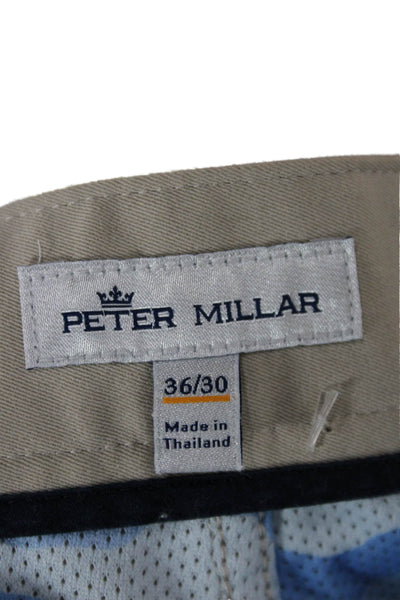 PETER MILLAR
36/30
Made in
Thailand